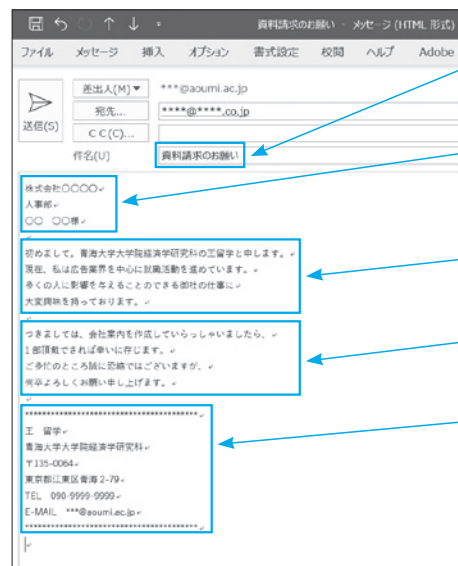 資料請求のお願い - メッセージ (HTML 形式)
ファイル メッセージ 挿入 オプション 書式設定 校閲 ヘルプ Adobe
差出人(M) ***@aoumi.ac.jp
宛先... ****@****.co.jp
送信(S)
ＣＣ(C)...
件名(U) 資料請求のお願い
株式会社〇〇〇〇
人事部
〇〇　〇〇様
初めまして。青海大学大学院経済学研究科の王留学と申します。
現在、私は広告業界を中心に就職活動を進めています。
多くの人に影響を与えることのできる御社の仕事に
大変興味を持っております。
つきましては、会社案内を作成していらっしゃいましたら、
1部頂戴できれば幸いに存じます。
ご多忙のところ誠に恐縮ではございますが、
何卒よろしくお願い申し上げます。
******************************************
王　留学
青海大学大学院経済学研究科
〒135-0064
東京都江東区青海 2-79
TEL　090-9999-9999
E-MAIL　***@aoumi.ac.jp
******************************************